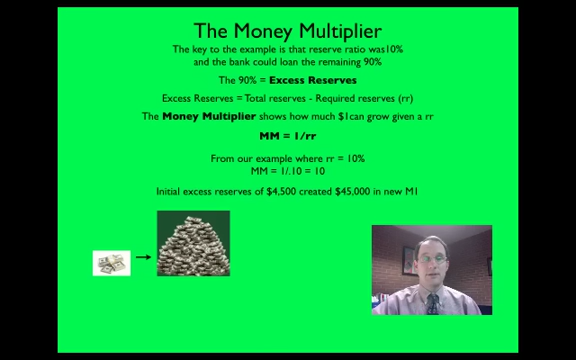 The Money Multiplier
The key to the example is that reserve ratio was10%
and the bank could loan the remaining 90%
The 90% = Excess Reserves
Excess Reserves = Total reserves - Required reserves (rr)
The Money Multiplier shows how much $1can grow given a rr
MM = 1/rr
From our example where rr = 10%
MM = 1/.10 = 10
Initial excess reserves of $4,500 created $45,000 in new M1